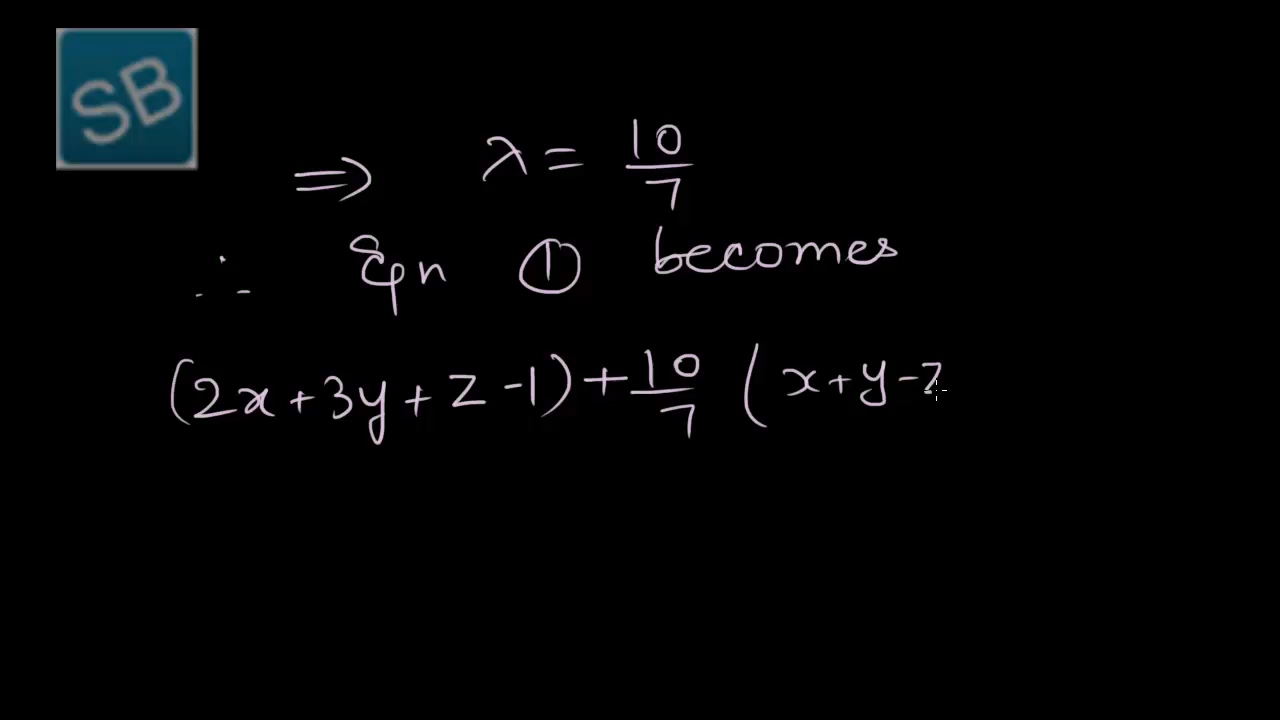 SB
⇒ λ = 10/7
∴ Eqn ① becomes
(2x + 3y + z - 1) + 10/7 ( x + y - z